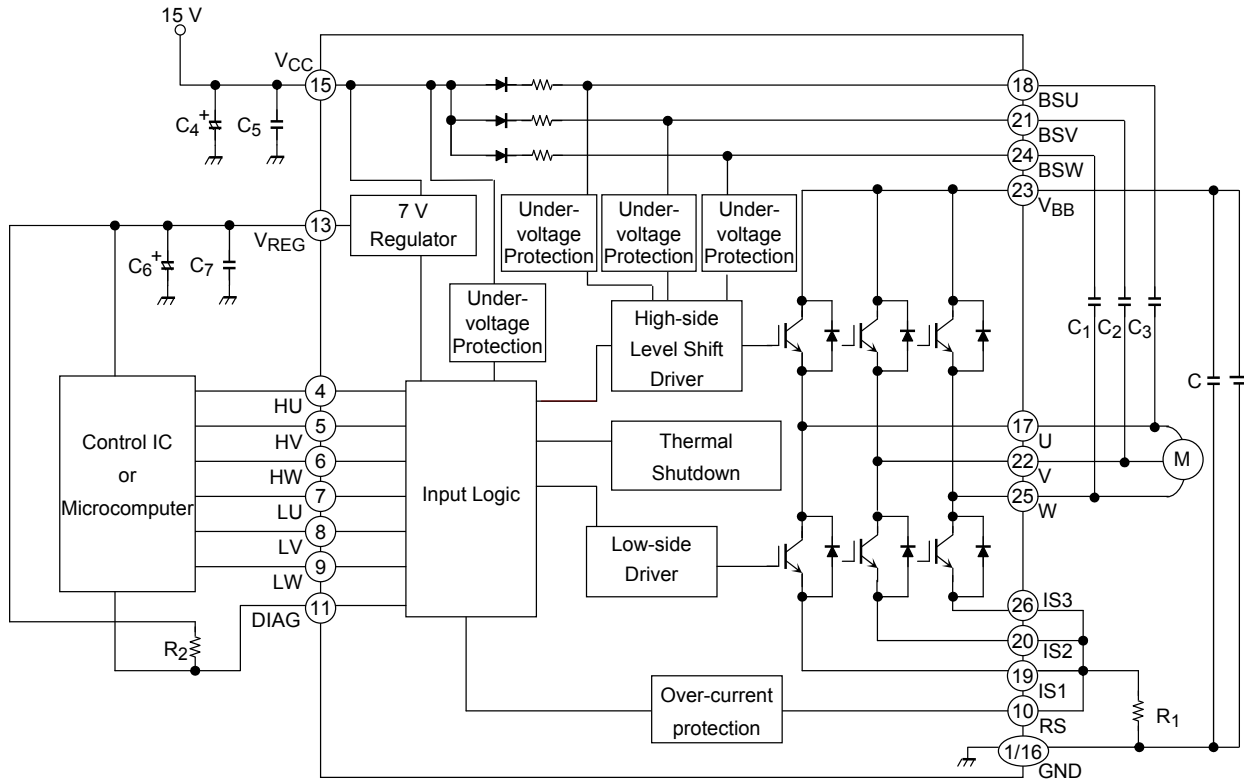 15 V
VCC
15
18
BSU
C4
+
C5
21
BSV
24
BSW
23
VBB
13
VREG
7 V
Regulator
Under-
voltage
Protection
Under-
voltage
Protection
Under-
voltage
Protection
C6
+
C7
Under-
voltage
Protection
High-side
Level Shift
Driver
C1
C2
C3
C
Control IC
or
Microcomputer
4
HU
5
HV
6
HW
7
LU
8
LV
9
LW
11
DIAG
Input Logic
Thermal
Shutdown
Low-side
Driver
17
U
22
V
25
W
M
26
IS3
20
IS2
19
IS1
10
RS
1/16
GND
R2
Over-current
protection
R1